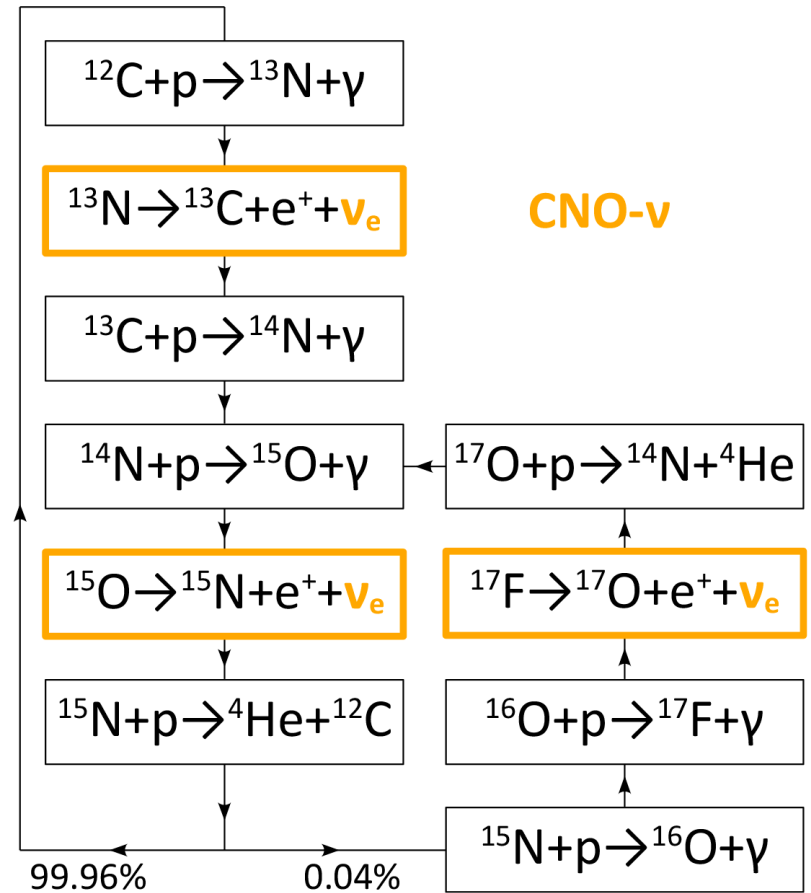 ¹²C+p→¹³N+γ
¹³N→¹³C+e⁺+νₑ
CNO-ν
¹³C+p→¹⁴N+γ
¹⁴N+p→¹⁵O+γ
¹⁷O+p→¹⁴N+⁴He
¹⁵O→¹⁵N+e⁺+νₑ
¹⁷F→¹⁷O+e⁺+νₑ
¹⁵N+p→⁴He+¹²C
¹⁶O+p→¹⁷F+γ
¹⁵N+p→¹⁶O+γ
99.96%
0.04%